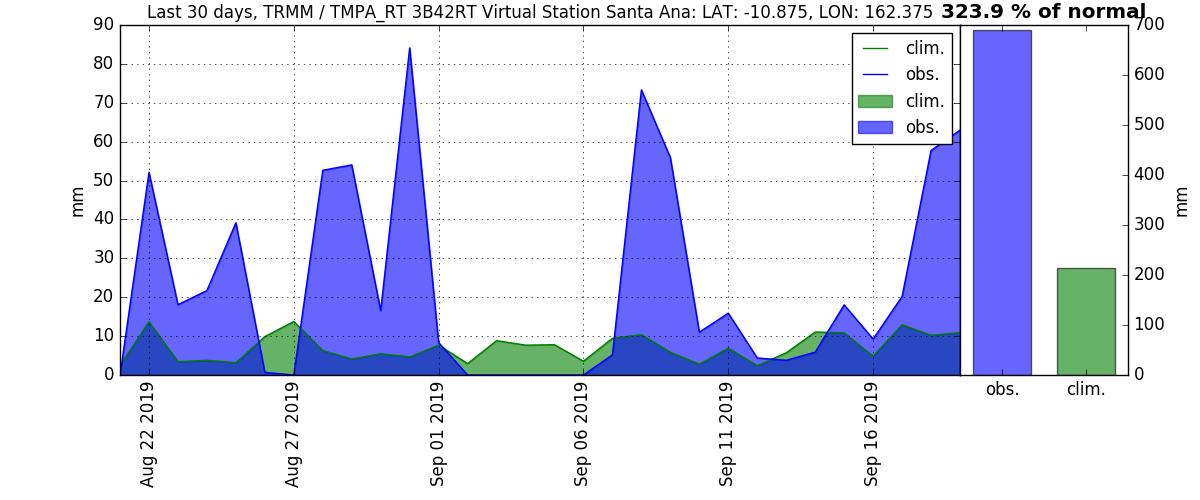 Last 30 days, TRMM / TMPA_RT 3B42RT Virtual Station Santa Ana: LAT: -10.875, LON: 162.375 323.9 % of normal
90
80
70
60
50
40
30
20
10
0
mm
clim.
obs.
clim.
obs.
Aug 22 2019
Aug 27 2019
Sep 01 2019
Sep 06 2019
Sep 11 2019
Sep 16 2019
700
600
500
400
300
200
100
0
mm
obs.
clim.